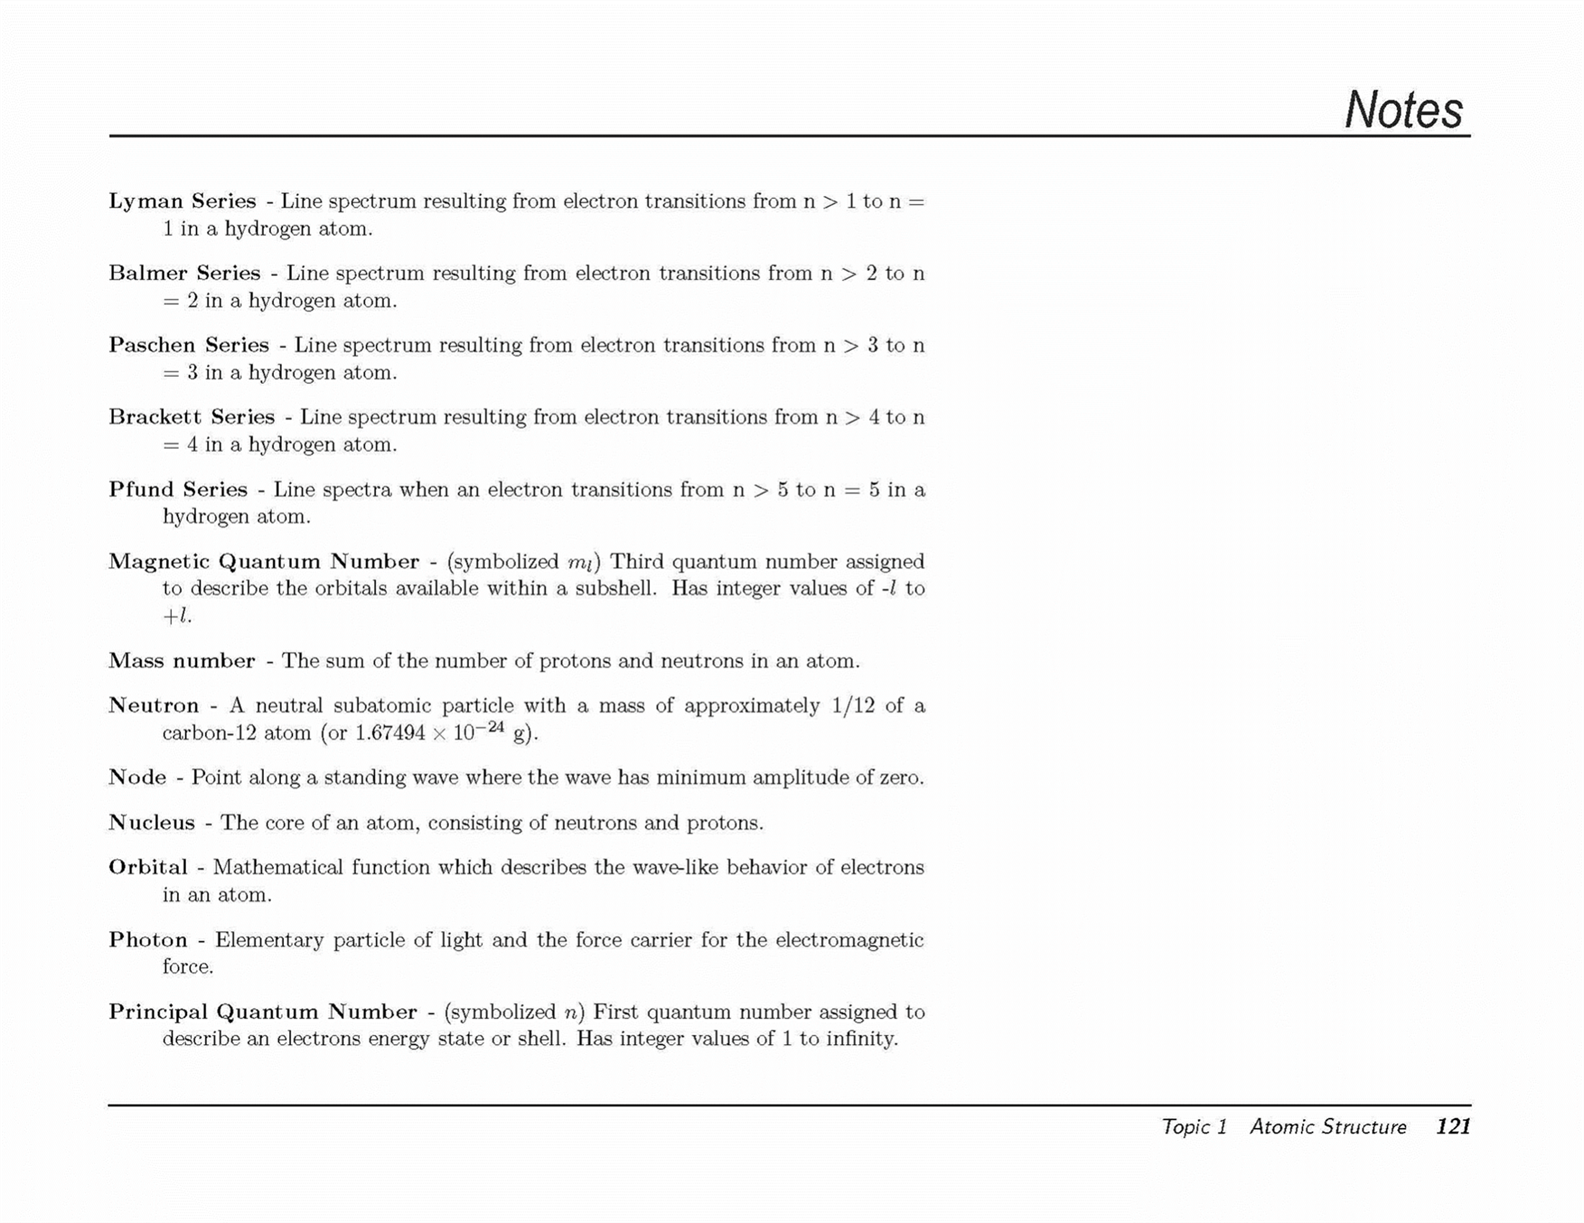 Notes
Lyman Series - Line spectrum resulting from electron transitions from n > 1 to n =
1 in a hydrogen atom.
Balmer Series - Line spectrum resulting from electron transitions from n > 2 to n
= 2 in a hydrogen atom.
Paschen Series - Line spectrum resulting from electron transitions from n > 3 to n
= 3 in a hydrogen atom.
Brackett Series - Line spectrum resulting from electron transitions from n > 4 to n
= 4 in a hydrogen atom.
Pfund Series - Line spectra when an electron transitions from n > 5 to n = 5 in a
hydrogen atom.
Magnetic Quantum Number - (symbolized mₗ) Third quantum number assigned
to describe the orbitals available within a subshell. Has integer values of -l to
+l.
Mass number - The sum of the number of protons and neutrons in an atom.
Neutron - A neutral subatomic particle with a mass of approximately 1/12 of a
carbon-12 atom (or 1.67494 × 10⁻²⁴ g).
Node - Point along a standing wave where the wave has minimum amplitude of zero.
Nucleus - The core of an atom, consisting of neutrons and protons.
Orbital - Mathematical function which describes the wave-like behavior of electrons
in an atom.
Photon - Elementary particle of light and the force carrier for the electromagnetic
force.
Principal Quantum Number - (symbolized n) First quantum number assigned to
describe an electrons energy state or shell. Has integer values of 1 to infinity.
Topic 1 Atomic Structure 121